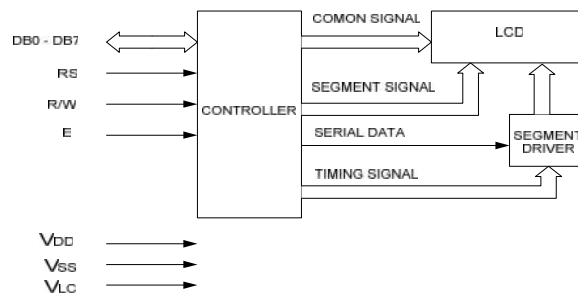 DB0 - DB7
RS
R/W
E
CONTROLLER
COMON SIGNAL
LCD
SEGMENT SIGNAL
SERIAL DATA
SEGMENT
DRIVER
TIMING SIGNAL
VDD
VSS
VLC